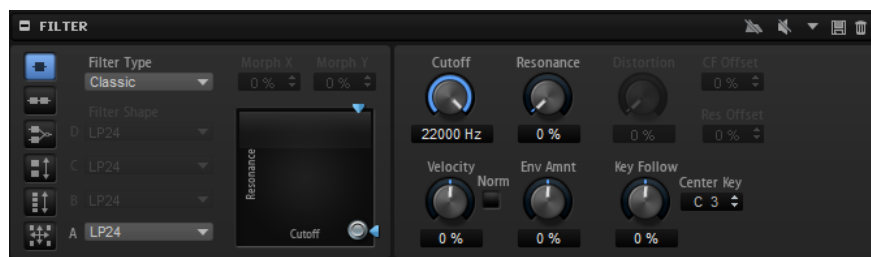 FILTER
Filter Type
Classic
Filter Shape
D LP24
C LP24
B LP24
A LP24
Morph X Morph Y
0 % 0 %
Resonance
Cutoff
Cutoff Resonance Distortion CF Offset
0 %
Res Offset
22000 Hz 0 % 0 % 0 %
Velocity Norm Env Amnt Key Follow Center Key
C 3
0 % 0 % 0 %